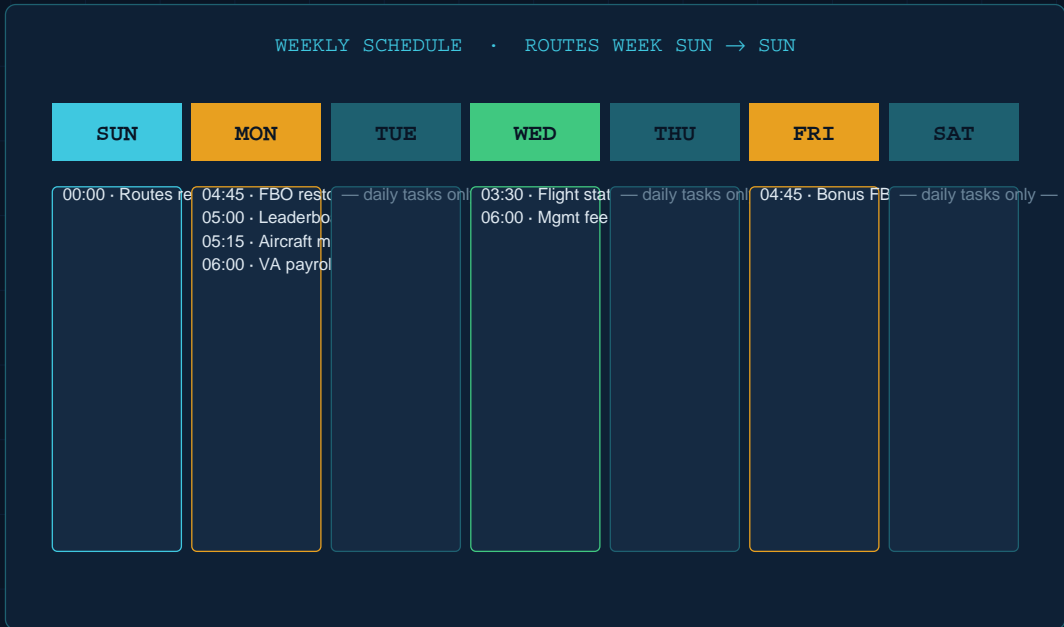 WEEKLY SCHEDULE · ROUTES WEEK SUN → SUN
SUN
MON
TUE
WED
THU
FRI
SAT
00:00 · Routes re
04:45 · FBO resto
05:00 · Leaderbo
05:15 · Aircraft m
06:00 · VA payrol
— daily tasks onl
03:30 · Flight stat
06:00 · Mgmt fee
— daily tasks onl
04:45 · Bonus FB
— daily tasks only —